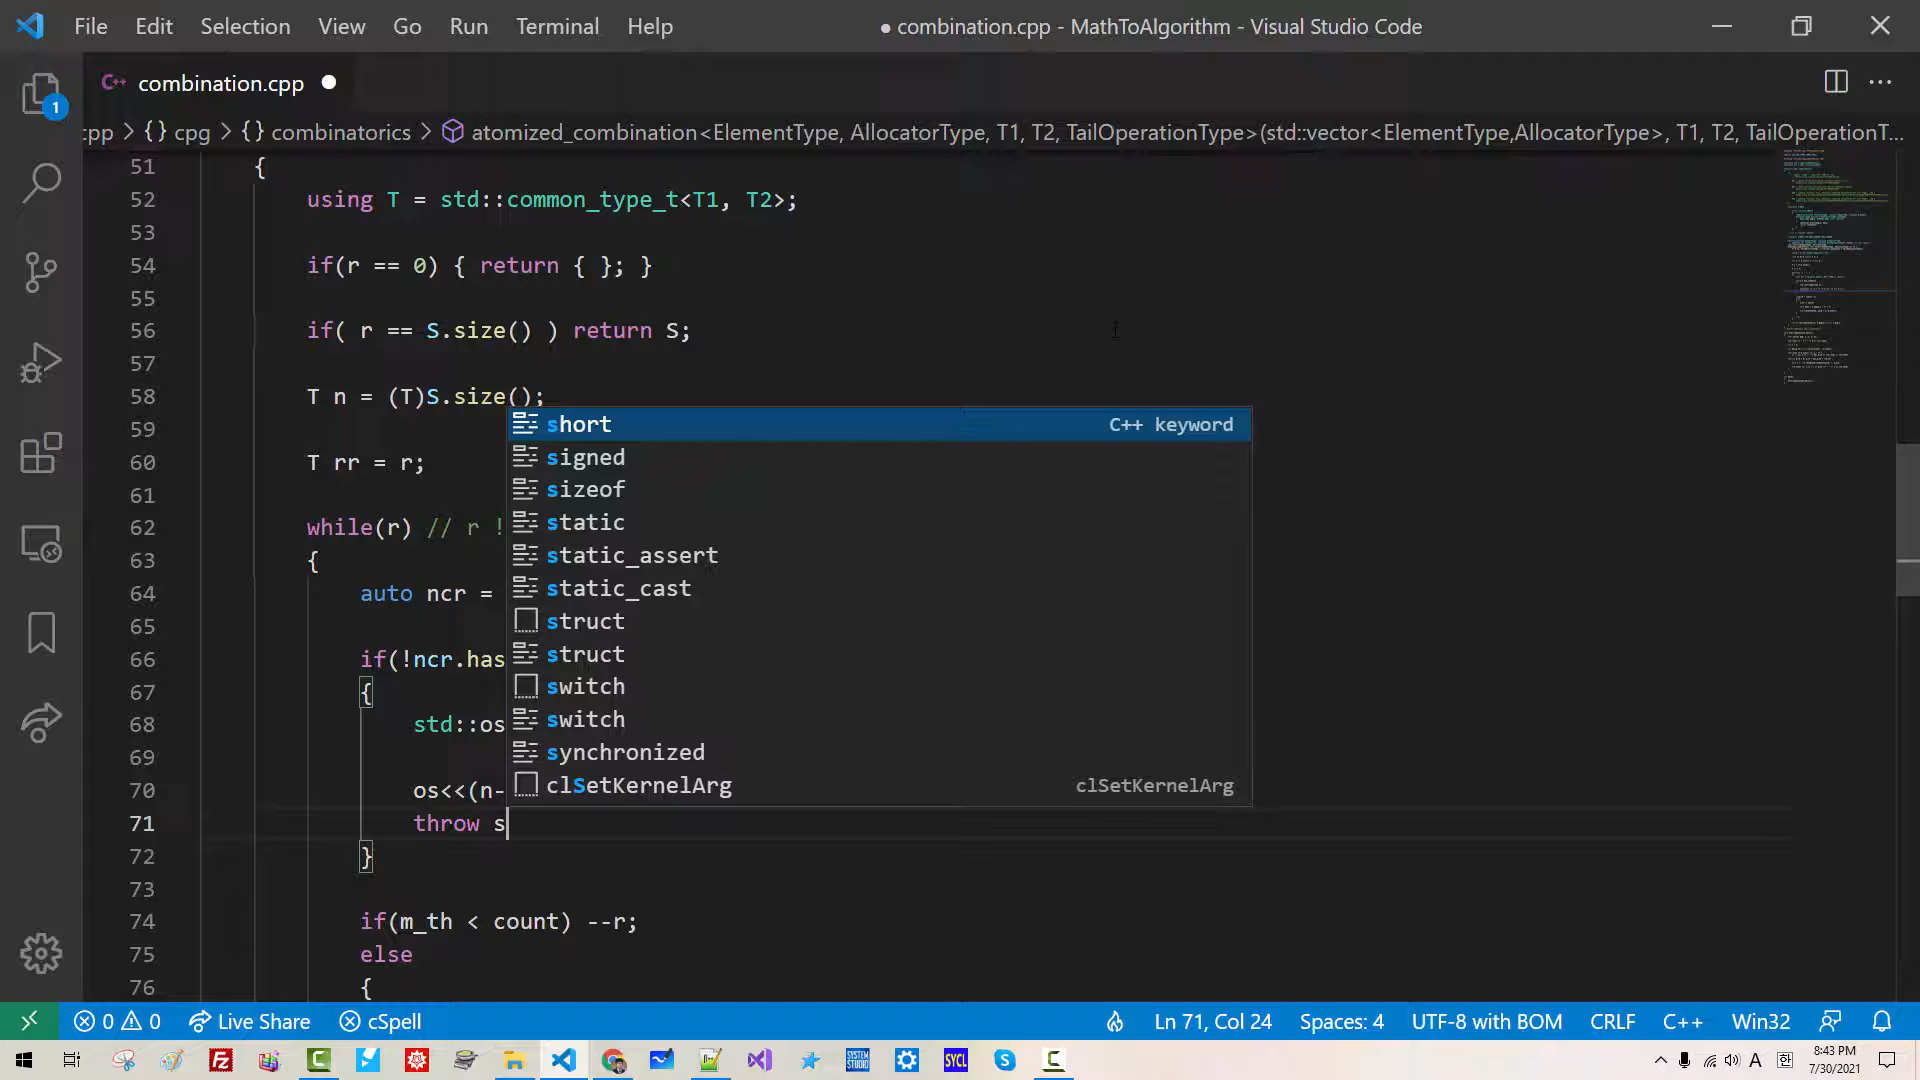 File Edit Selection View Go Run Terminal Help ● combination.cpp - MathToAlgorithm - Visual Studio Code
C++ combination.cpp
cpp > {} cpg > {} combinatorics > atomized_combination<ElementType, AllocatorType, T1, T2, TailOperationType>(std::vector<ElementType,AllocatorType>, T1, T2, TailOperationT...
51 {
52 using T = std::common_type_t<T1, T2>;
53
54 if(r == 0) { return { }; }
55
56 if( r == S.size() ) return S;
57
58 T n = (T)S.size();
59
60 T rr = r;
61
62 while(r) // r !
63 {
64 auto ncr =
65
66 if(!ncr.has
67 {
68 std::os
69
70 os<<(n-
71 throw s
72 }
73
74 if(m_th < count) --r;
75 else
76 {
short C++ keyword
signed
sizeof
static
static_assert
static_cast
struct
struct
switch
switch
synchronized
clSetKernelArg clSetKernelArg
1
0 0 Live Share cSpell Ln 71, Col 24 Spaces: 4 UTF-8 with BOM CRLF C++ Win32
SYSTEM STUDIO SYCL A 한 8:43 PM
7/30/2021